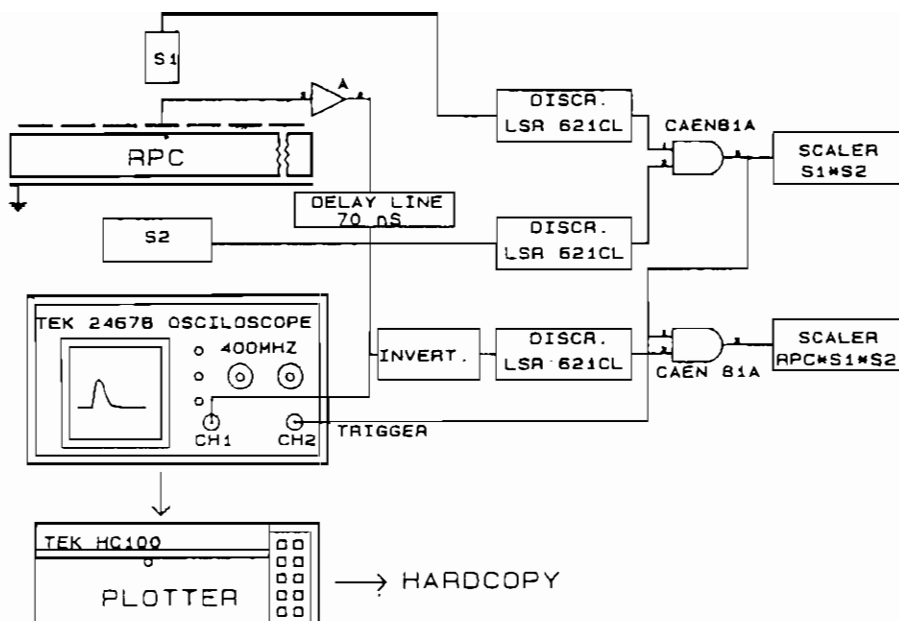 S1
A
DISCR.
LSR 621CL
CAEN81A
SCALER
S1*S2
RPC
DELAY LINE
70 nS
S2
DISCR.
LSR 621CL
TEK 2467B OSCILOSCOPE
400MHZ
CH1
CH2
TRIGGER
INVERT.
DISCR.
LSR 621CL
CAEN 81A
SCALER
RPC*S1*S2
TEK HC100
PLOTTER
HARDCOPY